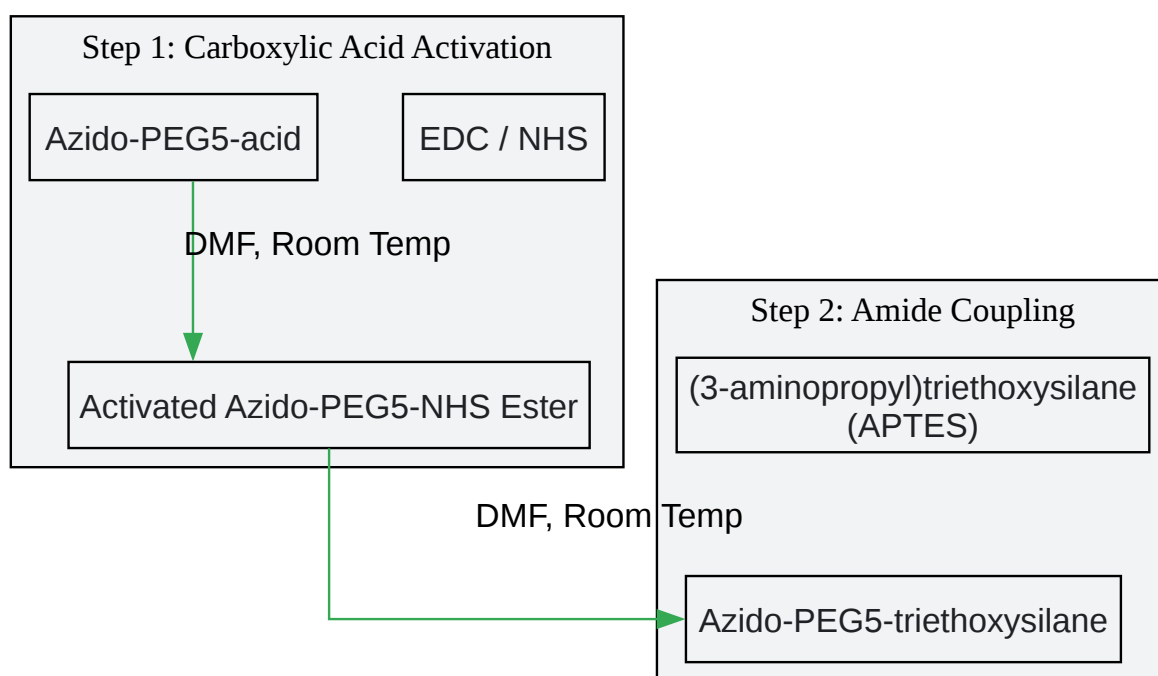 Step 1: Carboxylic Acid Activation
Azido-PEG5-acid
EDC / NHS
DMF, Room Temp
Activated Azido-PEG5-NHS Ester
Step 2: Amide Coupling
(3-aminopropyl)triethoxysilane
(APTES)
DMF, Room Temp
Azido-PEG5-triethoxysilane